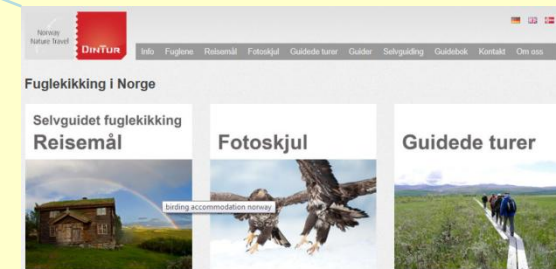 Norway
Nature Travel
DINTUR
Info Fuglene Reisemål Fotoskjul Guidede turer Guider Selvguiding Guidebok Kontakt Om oss
Fuglekikking i Norge
Selvguidet fuglekikking
Reisemål
Fotoskjul
Guidede turer
birding accommodation norway